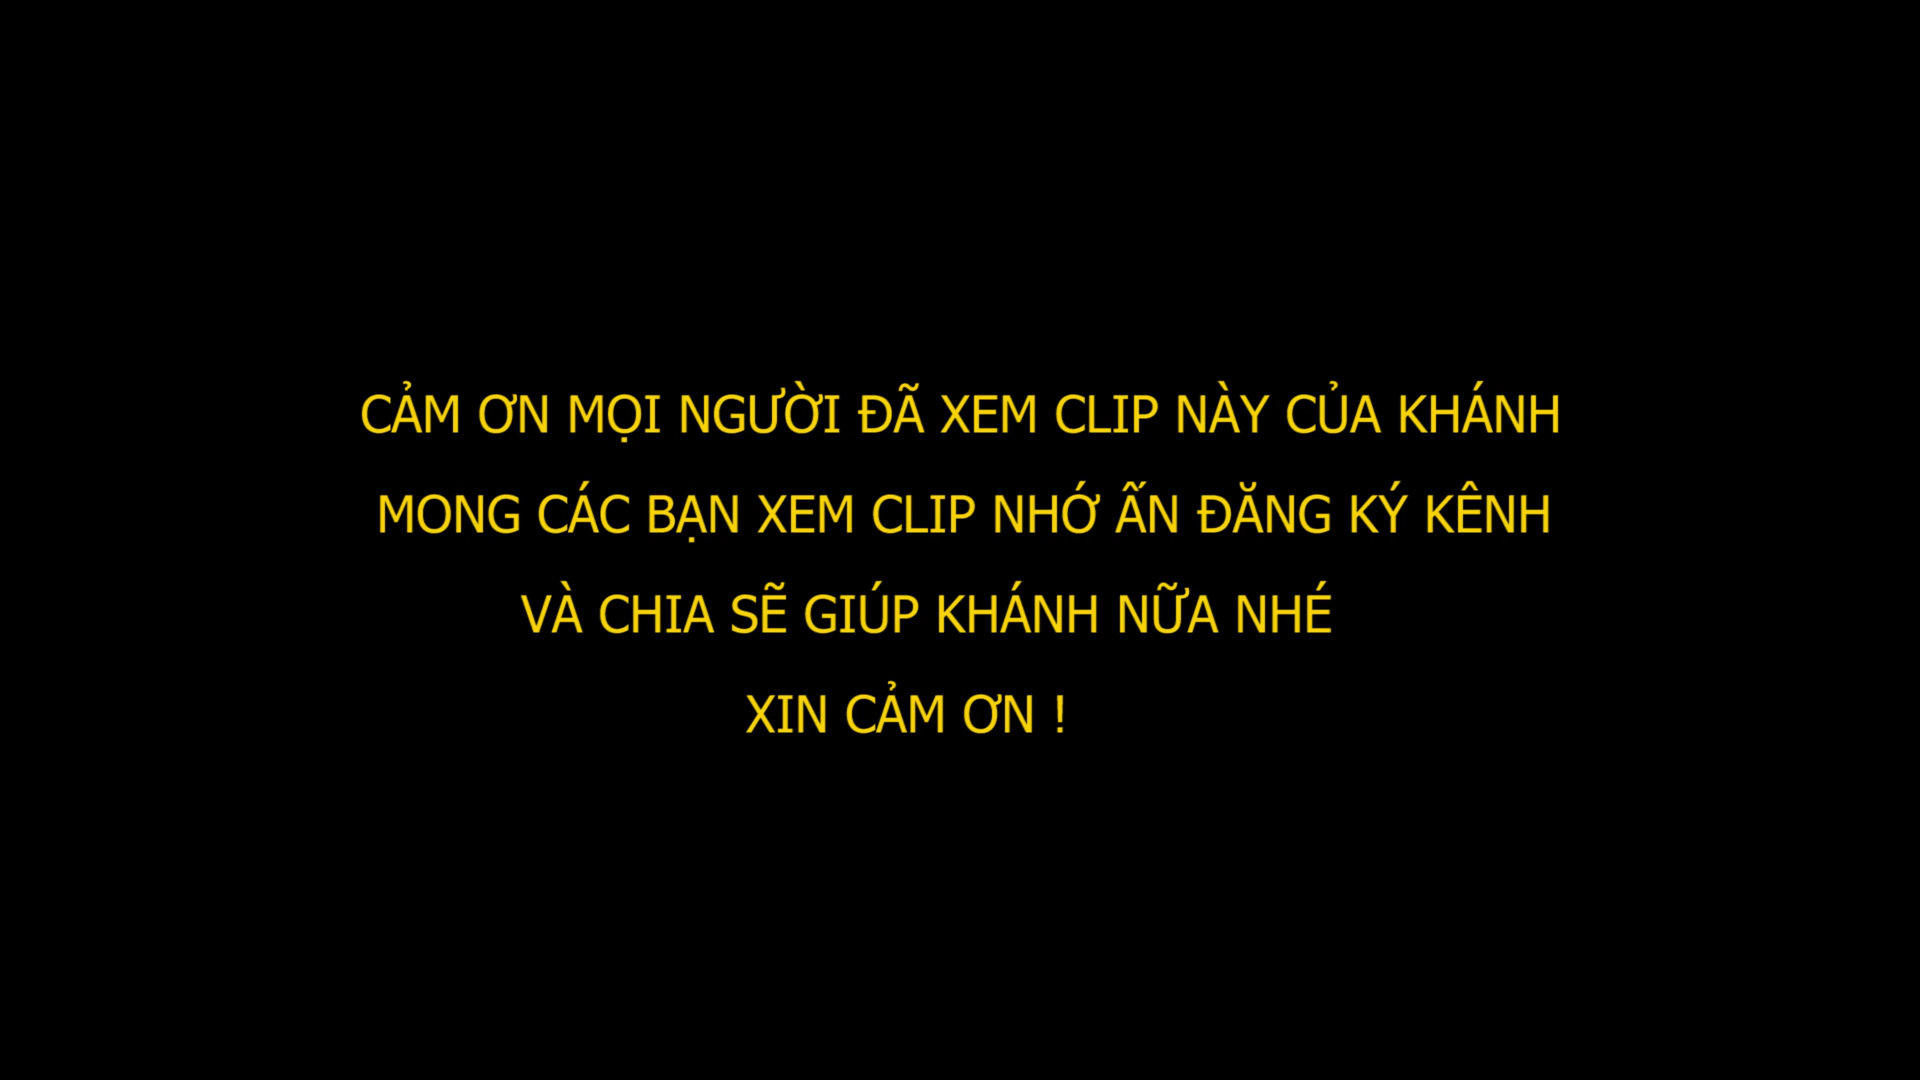 CẢM ƠN MỌI NGƯỜI ĐÃ XEM CLIP NÀY CỦA KHÁNH
MONG CÁC BẠN XEM CLIP NHỚ ẤN ĐĂNG KÝ KÊNH
VÀ CHIA SẼ GIÚP KHÁNH NỮA NHÉ
XIN CẢM ƠN !